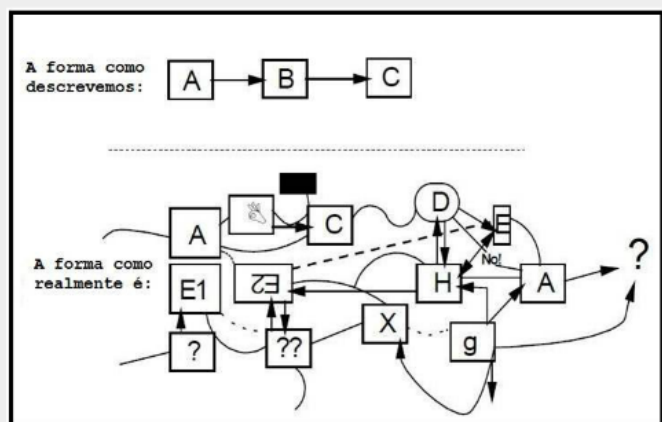 A forma como
descrevemos:
A B C
D
A C E
No!
?
A forma como
realmente é:
E1 E2 H A
X
? ?? g